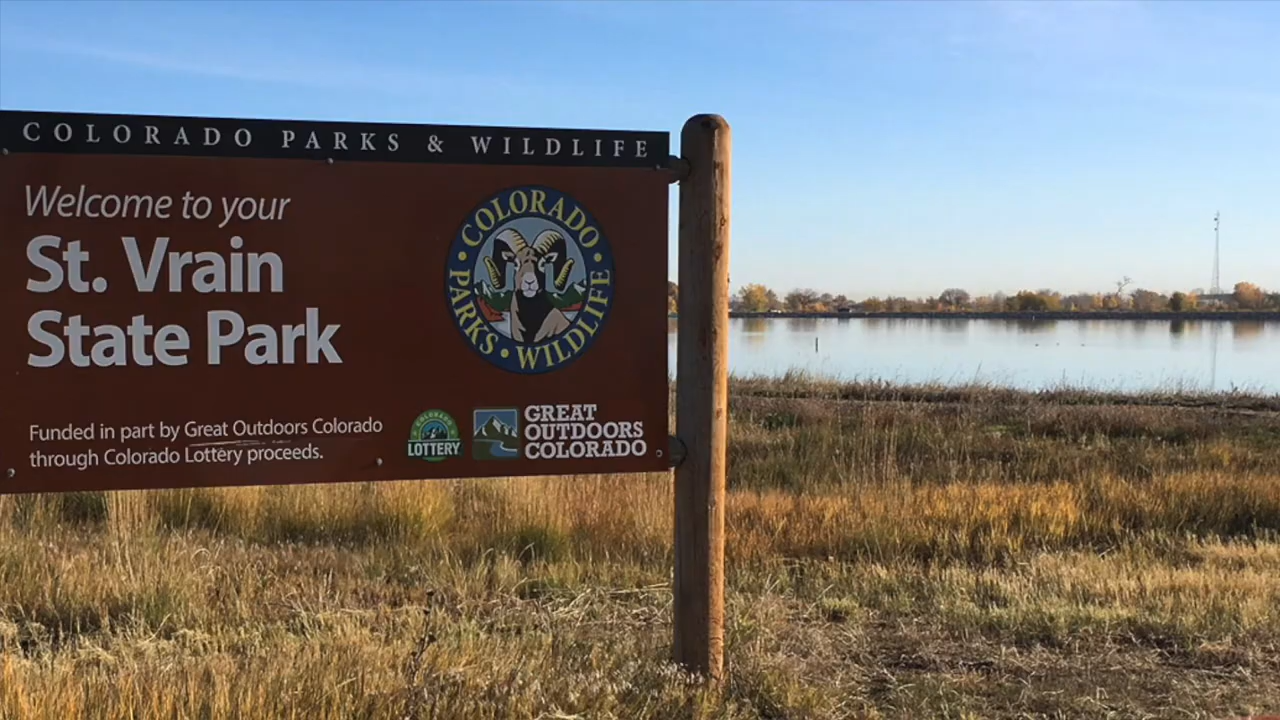 COLORADO PARKS & WILDLIFE
Welcome to your
St. Vrain
State Park
COLORADO
PARKS • WILDLIFE
Funded in part by Great Outdoors Colorado
through Colorado Lottery proceeds.
COLORADO
LOTTERY
GREAT
OUTDOORS
COLORADO